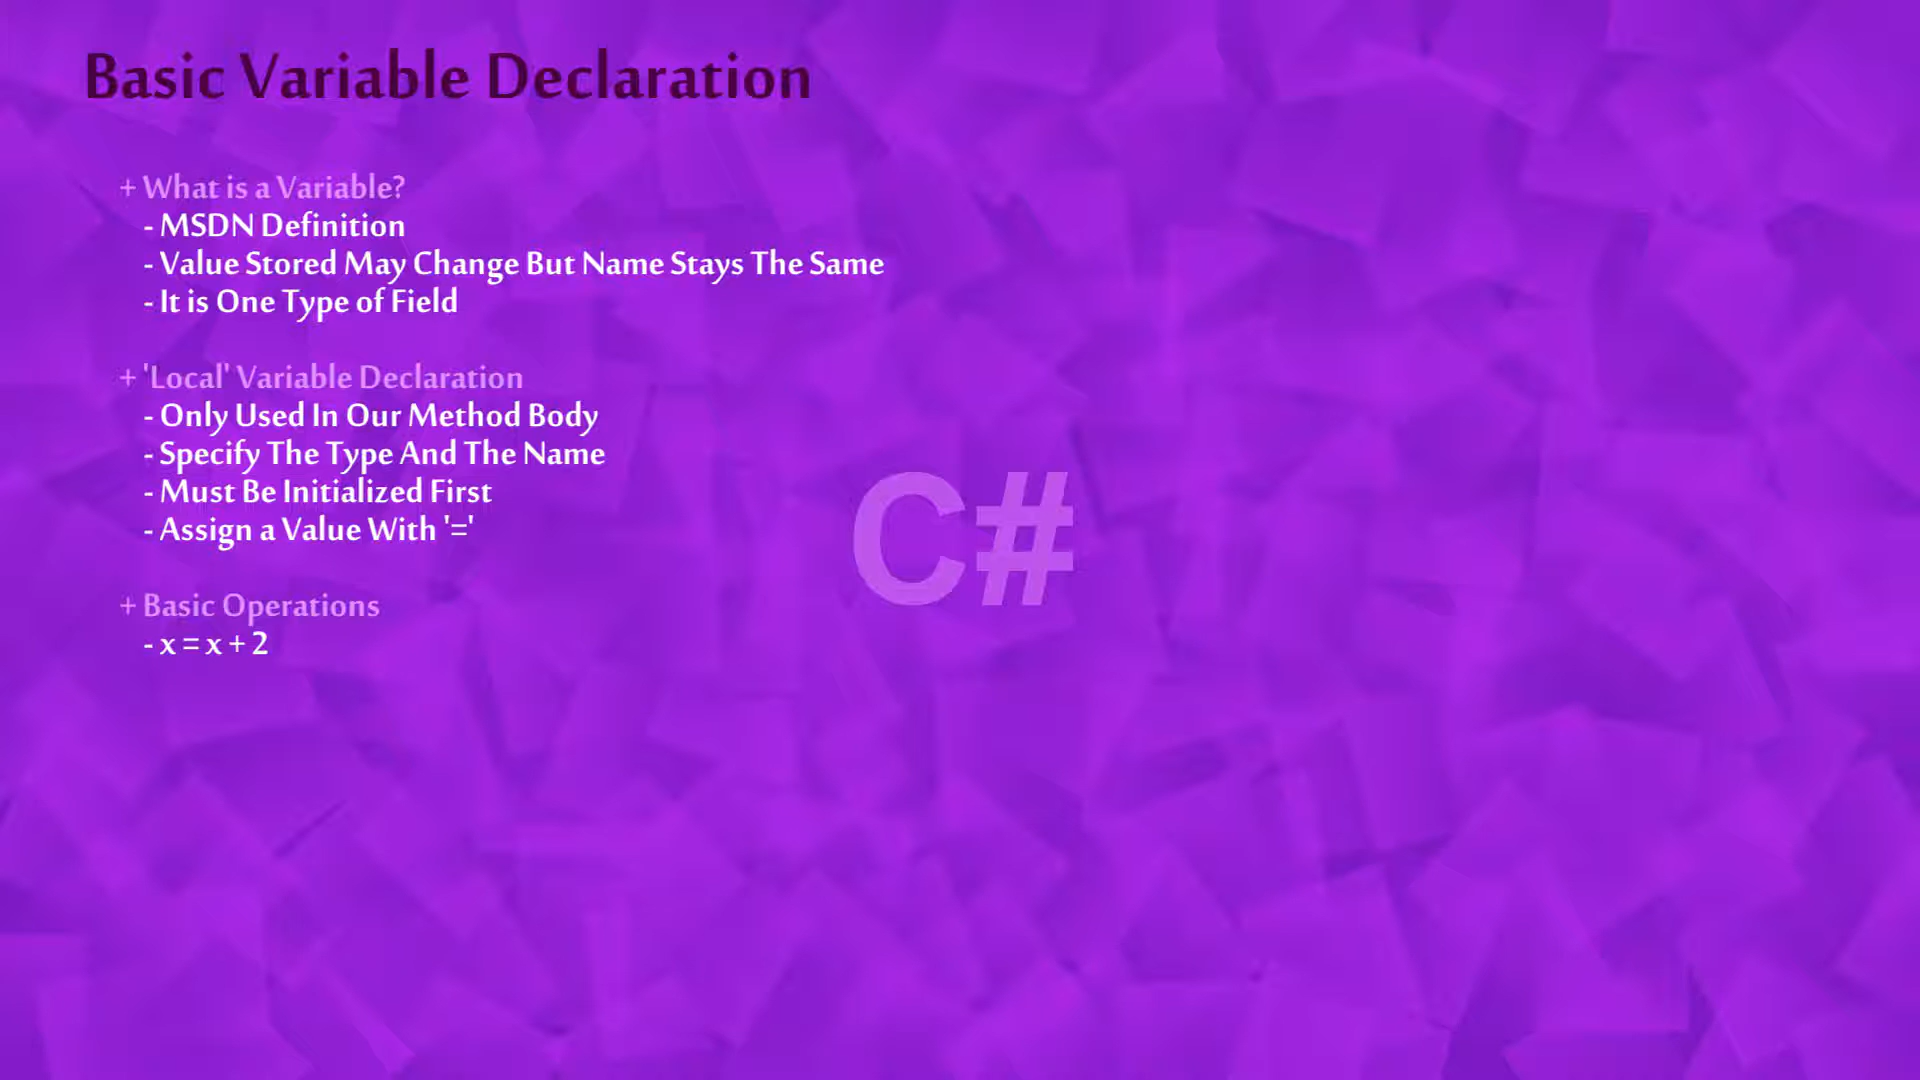 Basic Variable Declaration
+ What is a Variable?
- MSDN Definition
- Value Stored May Change But Name Stays The Same
- It is One Type of Field
+ 'Local' Variable Declaration
- Only Used In Our Method Body
- Specify The Type And The Name
- Must Be Initialized First
- Assign a Value With '='
C#
+ Basic Operations
- x = x + 2